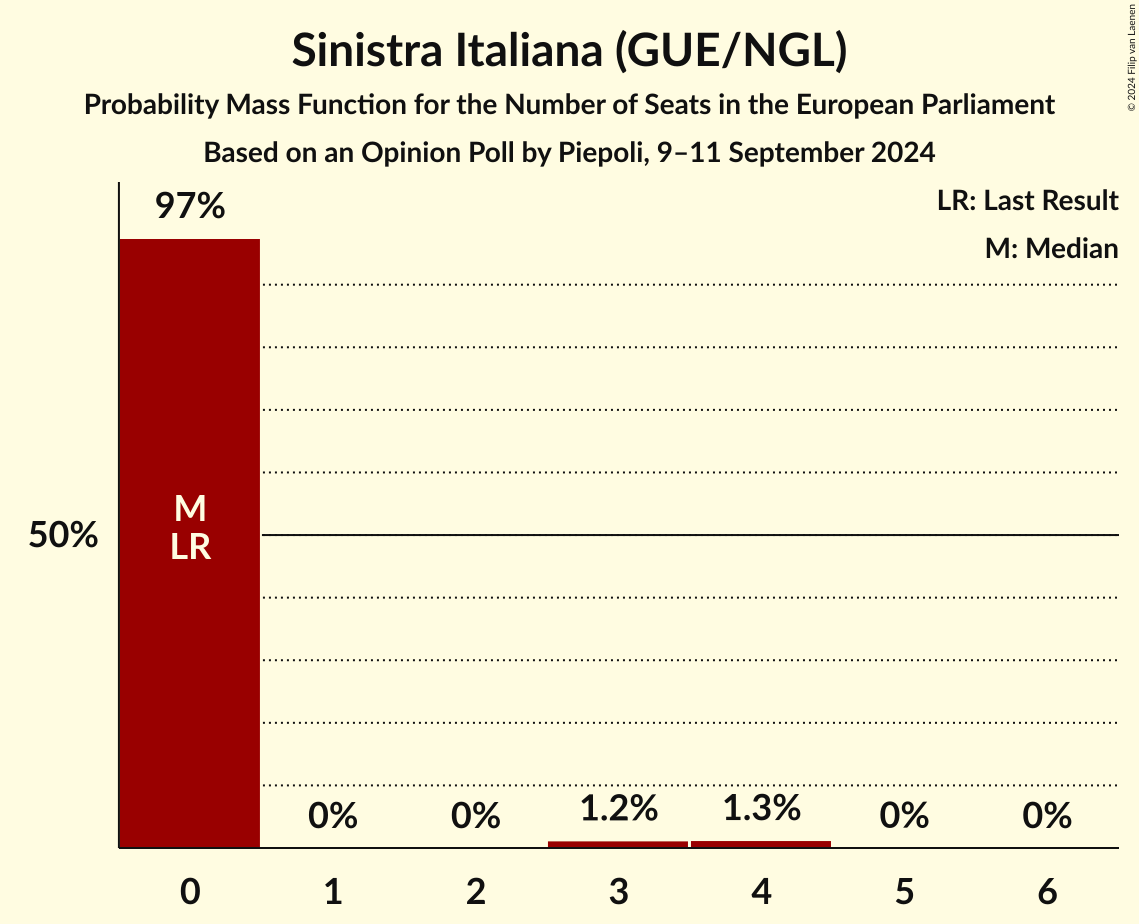 Sinistra Italiana (GUE/NGL)
Probability Mass Function for the Number of Seats in the European Parliament
Based on an Opinion Poll by Piepoli, 9–11 September 2024
© 2024 Filip van Laenen
LR: Last Result
M: Median
97%
M
LR
50%
0%
0%
1.2%
1.3%
0%
0%
0
1
2
3
4
5
6